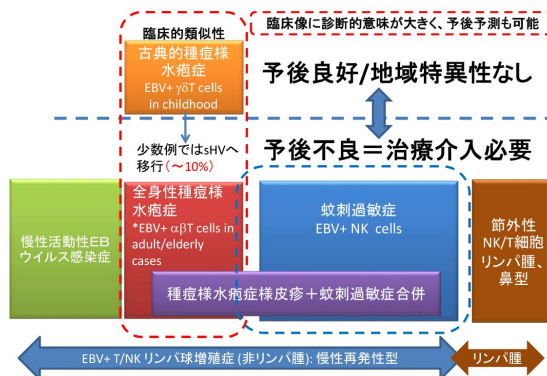 臨床像に診断的意味が大きく、予後予測も可能
臨床的類似性
古典的種痘様
水疱症
EBV+ γδT cells
in childhood
予後良好/地域特異性なし
少数例ではsHVへ
移行(～10%)
予後不良＝治療介入必要
慢性活動性EB
ウイルス感染症
全身性種痘様
水疱症
*EBV+ αβT cells in
adult/elderly
cases
蚊刺過敏症
EBV+ NK cells
節外性
NK/T細胞
リンパ腫、
鼻型
種痘様水疱症様皮疹＋蚊刺過敏症合併
EBV+ T/NK リンパ球増殖症 (非リンパ腫): 慢性再発性型
リンパ腫